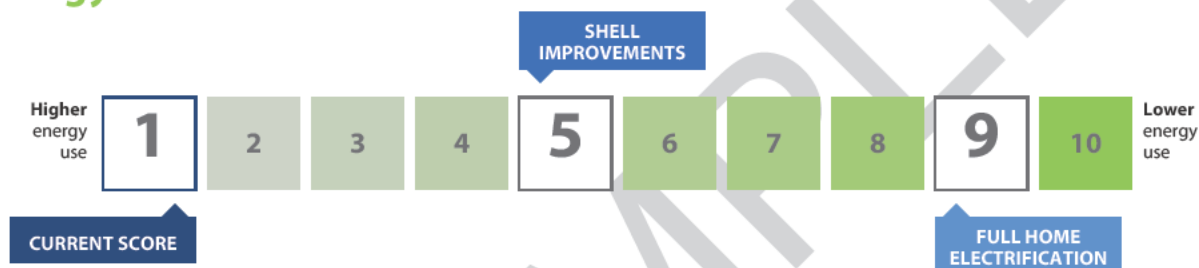 SHELL
IMPROVEMENTS
Higher
energy
use
1
2
3
4
5
6
7
8
9
10
Lower
energy
use
CURRENT SCORE
FULL HOME
ELECTRIFICATION